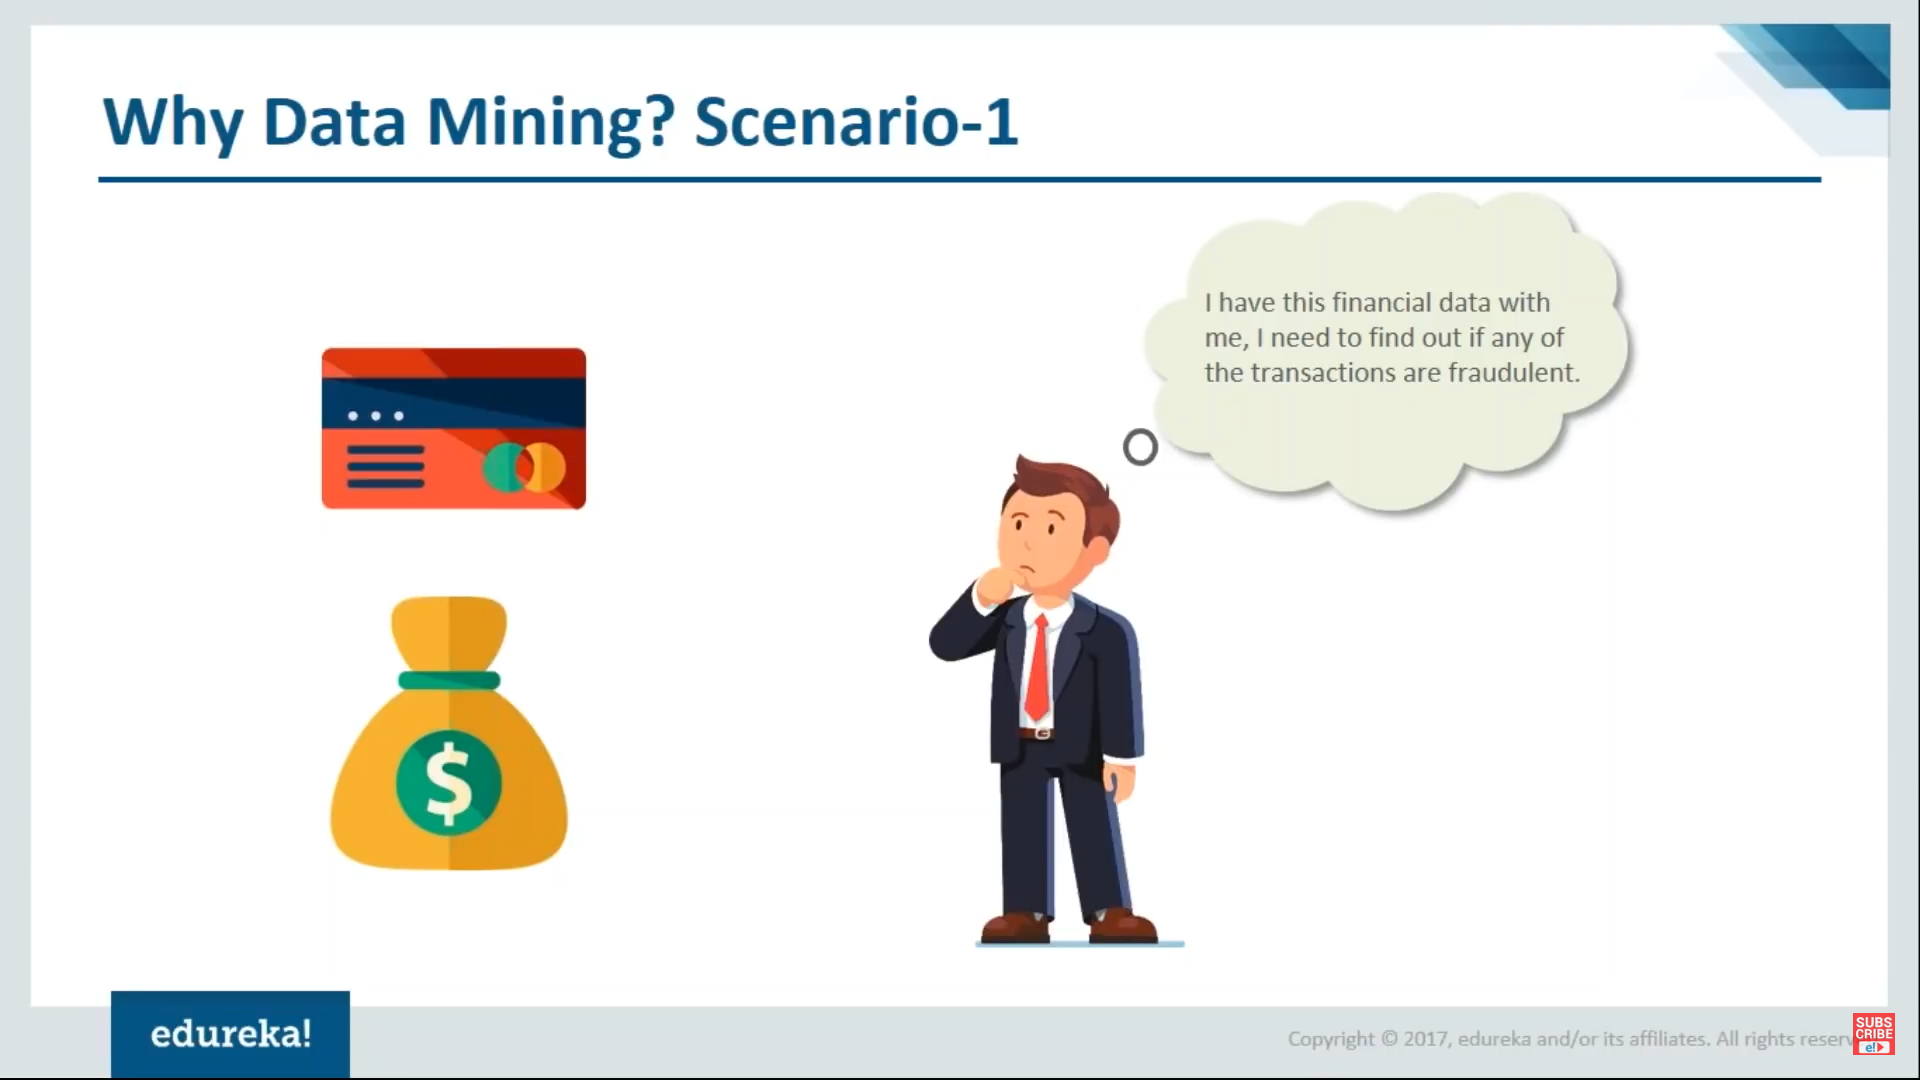 Why Data Mining? Scenario-1
I have this financial data with
me, I need to find out if any of
the transactions are fraudulent.
$
edureka!
Copyright © 2017, edureka and/or its affiliates. All rights reserv
SUBS
CRIBE
e!